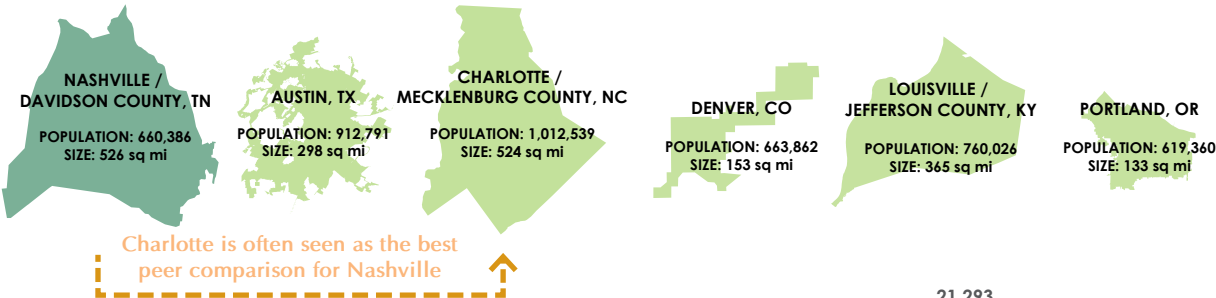 NASHVILLE /
DAVIDSON COUNTY, TN
POPULATION: 660,386
SIZE: 526 sq mi
AUSTIN, TX
POPULATION: 912,791
SIZE: 298 sq mi
CHARLOTTE /
MECKLENBURG COUNTY, NC
POPULATION: 1,012,539
SIZE: 524 sq mi
DENVER, CO
POPULATION: 663,862
SIZE: 153 sq mi
LOUISVILLE /
JEFFERSON COUNTY, KY
POPULATION: 760,026
SIZE: 365 sq mi
PORTLAND, OR
POPULATION: 619,360
SIZE: 133 sq mi
Charlotte is often seen as the best
peer comparison for Nashville
21,293